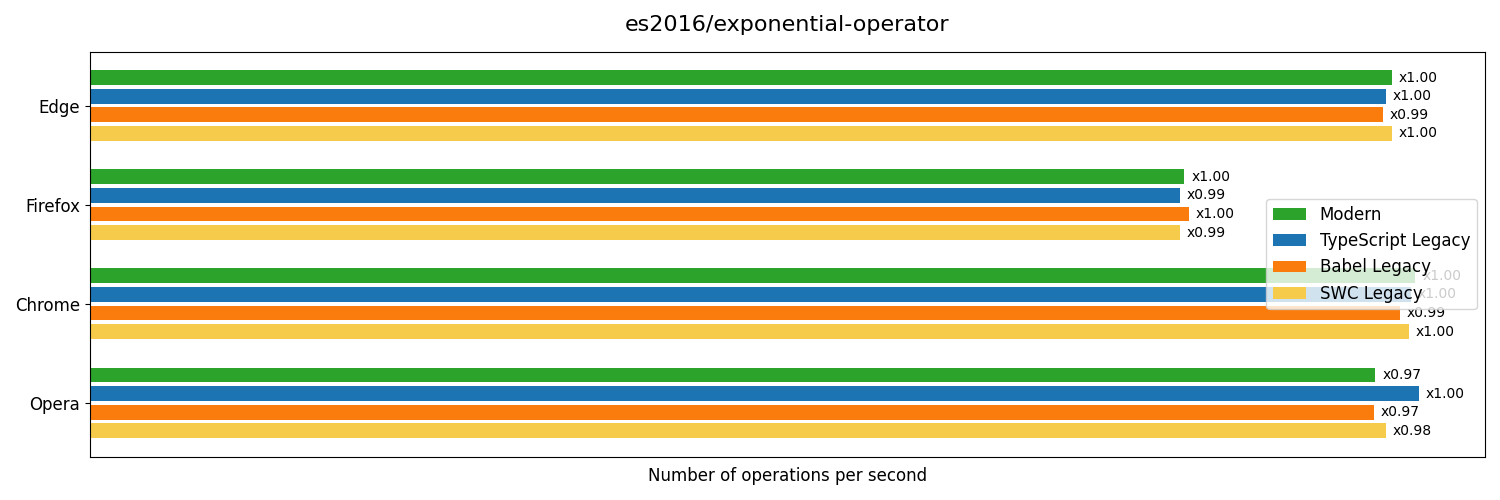 es2016/exponential-operator
Edge
x1.00
x1.00
x0.99
x1.00
Firefox
x1.00
x0.99
x1.00
x0.99
Chrome
x1.00
x1.00
x0.99
x1.00
Opera
x0.97
x1.00
x0.97
x0.98
Modern
TypeScript Legacy
Babel Legacy
SWC Legacy
Number of operations per second